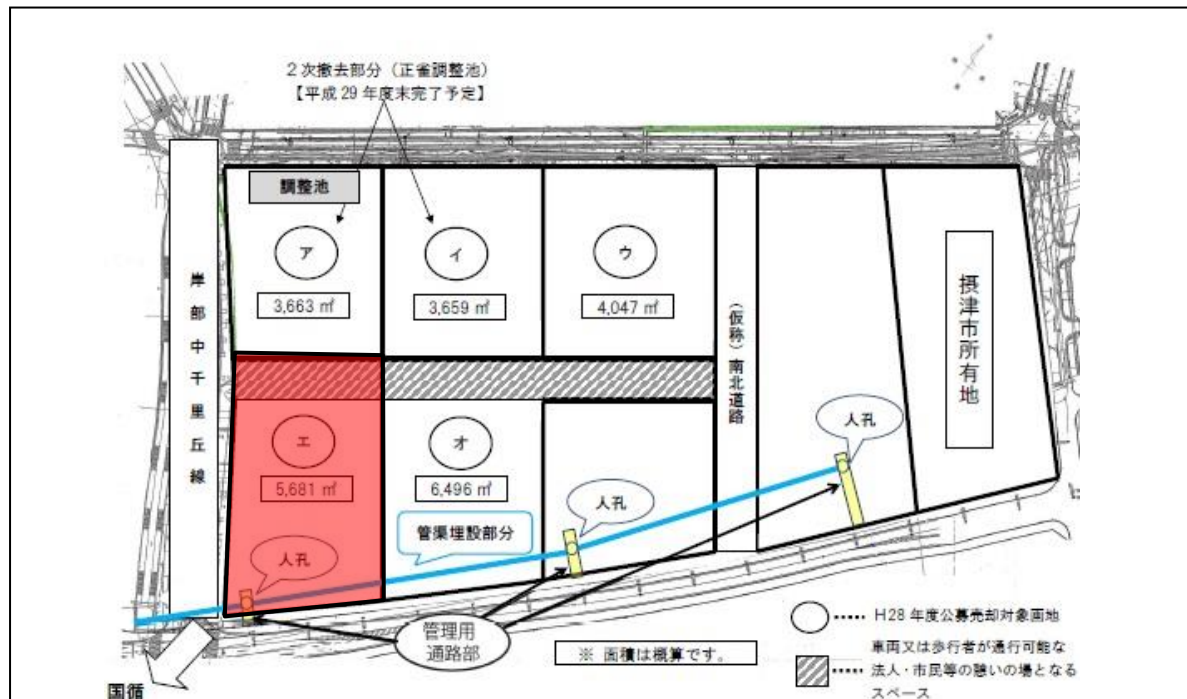 2次撤去部分（正雀調整池）
【平成29年度末完了予定】
調整池
ア
イ
ウ
3,663 ㎡
3,659 ㎡
4,047 ㎡
岸部中千里丘線
（仮称）南北道路
摂津市所有地
エ
オ
5,681 ㎡
6,496 ㎡
人孔
人孔
人孔
管渠埋設部分
管理用
通路部
※ 面積は概算です。
国循
H28年度公募売却対象画地
車両又は歩行者が通行可能な
法人・市民等の憩いの場となる
スペース